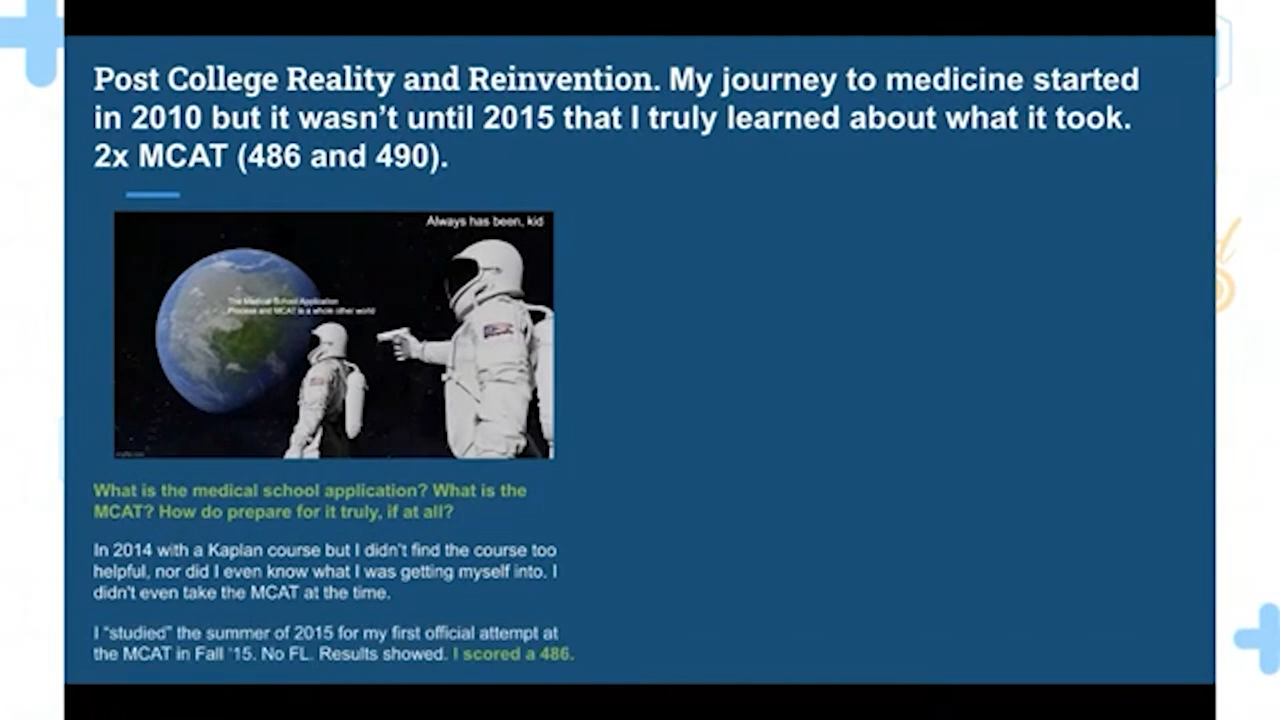 Post College Reality and Reinvention. My journey to medicine started
in 2010 but it wasn't until 2015 that I truly learned about what it took.
2x MCAT (486 and 490).
Always has been, kid
The Medical School Application
Process and MCAT is a whole other world
What is the medical school application? What is the
MCAT? How do prepare for it truly, if at all?
In 2014 with a Kaplan course but I didn't find the course too
helpful, nor did I even know what I was getting myself into. I
didn't even take the MCAT at the time.
I “studied” the summer of 2015 for my first official attempt at
the MCAT in Fall '15. No FL. Results showed. I scored a 486.